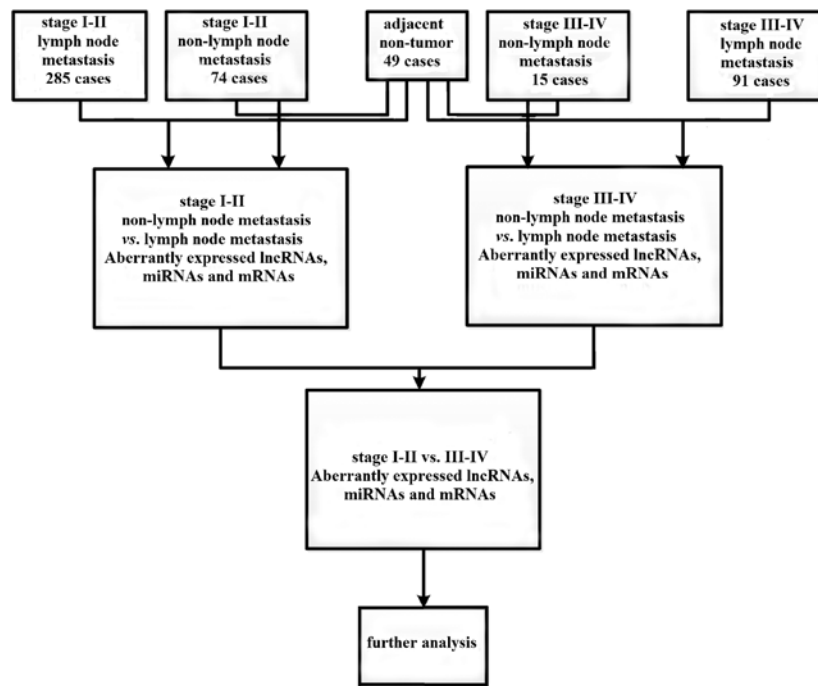 stage I-II
lymph node
metastasis
285 cases
stage I-II
non-lymph node
metastasis
74 cases
adjacent
non-tumor
49 cases
stage III-IV
non-lymph node
metastasis
15 cases
stage III-IV
lymph node
metastasis
91 cases
stage I-II
non-lymph node metastasis
vs. lymph node metastasis
Aberrantly expressed lncRNAs,
miRNAs and mRNAs
stage III-IV
non-lymph node metastasis
vs. lymph node metastasis
Aberrantly expressed lncRNAs,
miRNAs and mRNAs
stage I-II vs. III-IV
Aberrantly expressed lncRNAs,
miRNAs and mRNAs
further analysis